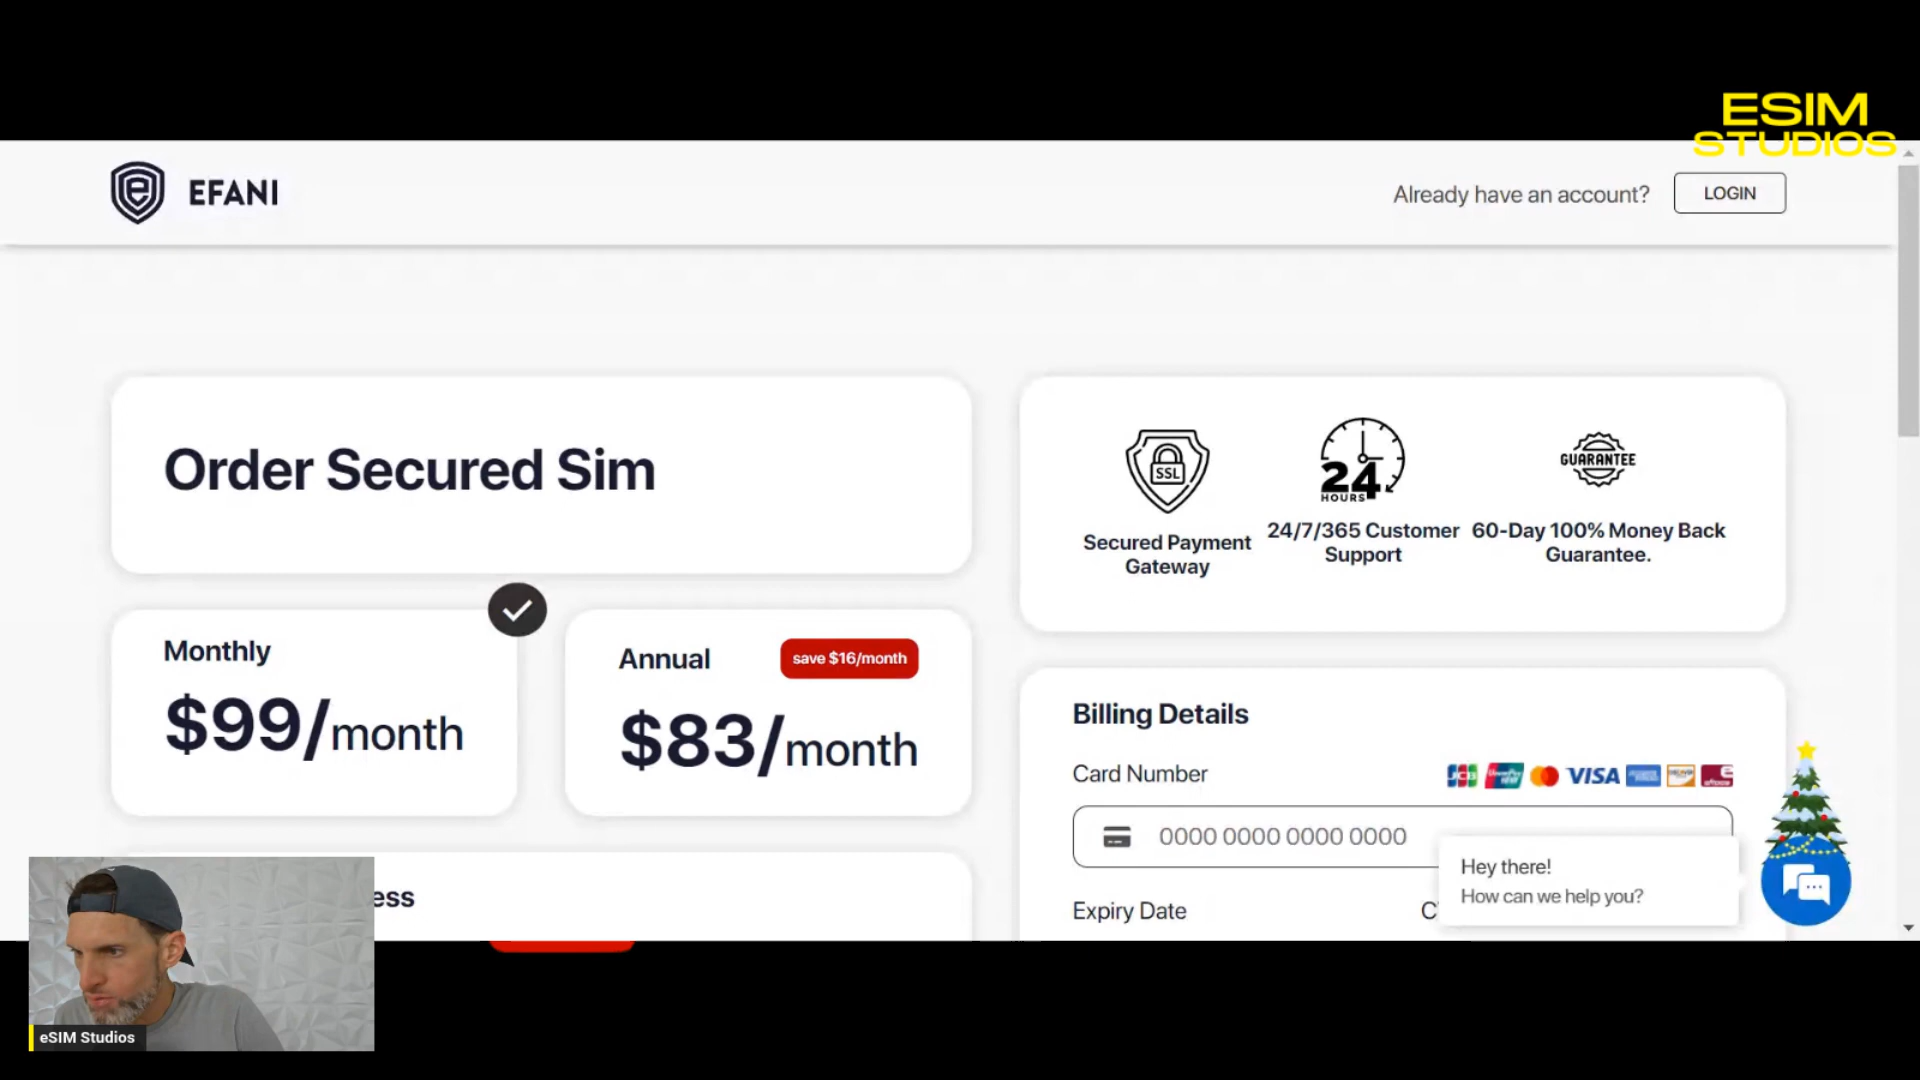 ESIM
STUDIOS
EFANI
Already have an account?
LOGIN
Order Secured Sim
SSL
Secured Payment
Gateway
24
HOURS
24/7/365 Customer
Support
GUARANTEE
60-Day 100% Money Back
Guarantee.
Monthly
$99/month
Annual
save $16/month
$83/month
Billing Details
Card Number
JCB
UnionPay
VISA
DISCOVER
0000 0000 0000 0000
Hey there!
How can we help you?
Expiry Date
C
ess
eSIM Studios